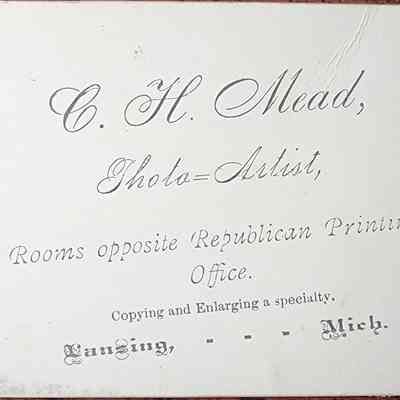 C. H. Mead,
Photo=Artist,
Rooms opposite Republican Printin
Office.
Copying and Enlarging a specialty.
Lansing, - - - Mich.